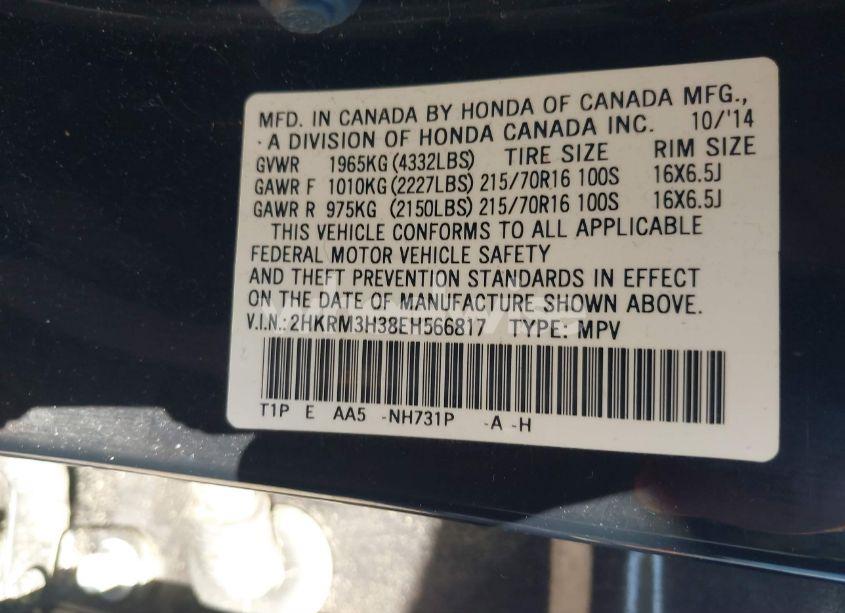 MFD. IN CANADA BY HONDA OF CANADA MFG.,
A DIVISION OF HONDA CANADA INC. 10/'14
GVWR 1965KG (4332LBS) TIRE SIZE RIM SIZE
GAWR F 1010KG (2227LBS) 215/70R16 100S 16X6.5J
GAWR R 975KG (2150LBS) 215/70R16 100S 16X6.5J
THIS VEHICLE CONFORMS TO ALL APPLICABLE
FEDERAL MOTOR VEHICLE SAFETY
AND THEFT PREVENTION STANDARDS IN EFFECT
ON THE DATE OF MANUFACTURE SHOWN ABOVE.
V.I.N.: 2HKRM3H38EH566817 TYPE: MPV
T1P E AA5 -NH731P -A -H